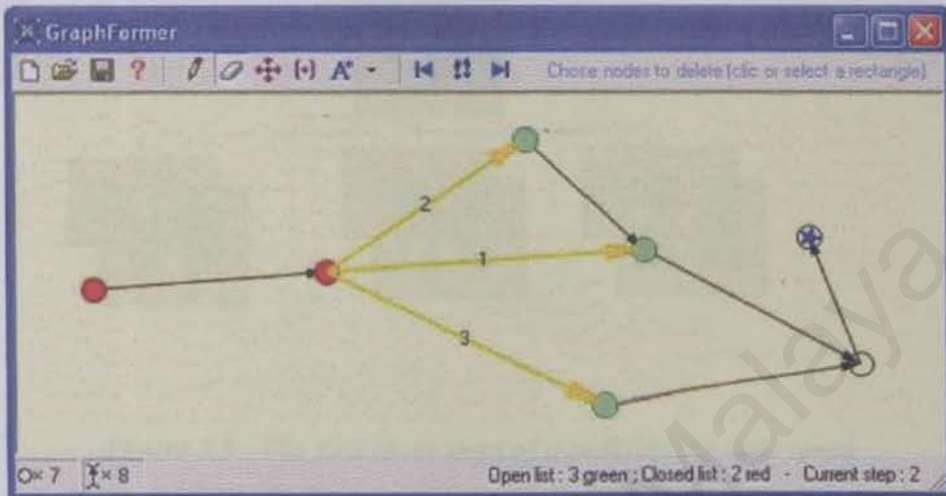 GraphFormer
? A Chose nodes to delete (clic or select a rectangle)
2
1
3
× 7 × 8 Open list : 3 green ; Closed list : 2 red - Current step : 2
Malaya